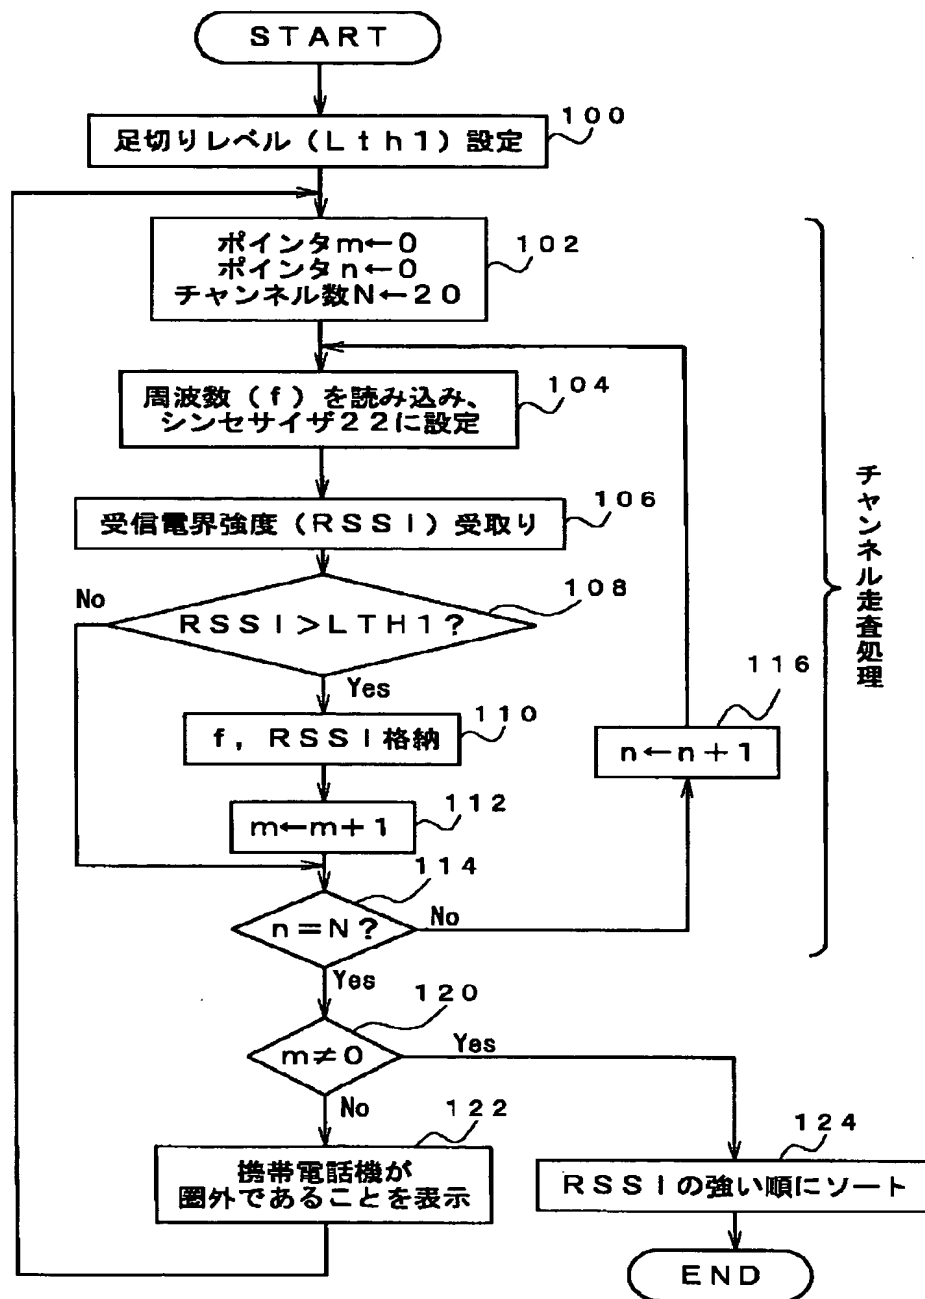 START
足切りレベル(Lth1)設定
100
ポインタm←0
ポインタn←0
チャンネル数N←20
102
周波数(f)を読み込み、
シンセサイザ22に設定
104
受信電界強度(RSSI)受取り
106
RSSI>LTH1?
108
No
Yes
f, RSSI格納
110
m←m+1
112
n=N?
114
No
Yes
n←n+1
116
チャンネル走査処理
m≠0
120
Yes
No
携帯電話機が
圏外であることを表示
122
RSSIの強い順にソート
124
END